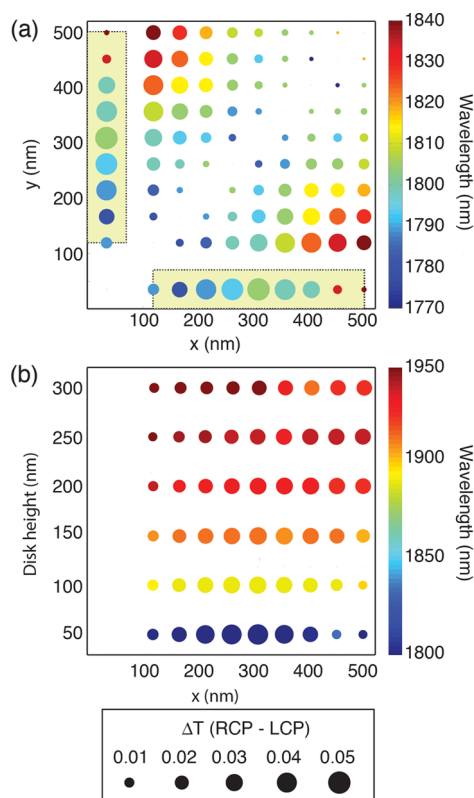 (a)
500
400
300
200
100
y (nm)
100 200 300 400 500
x (nm)
1840
1830
1820
1810
1800
1790
1780
1770
Wavelength (nm)
(b)
300
250
200
150
100
50
Disk height (nm)
100 200 300 400 500
x (nm)
1950
1900
1850
1800
Wavelength (nm)
ΔT (RCP - LCP)
0.01 0.02 0.03 0.04 0.05